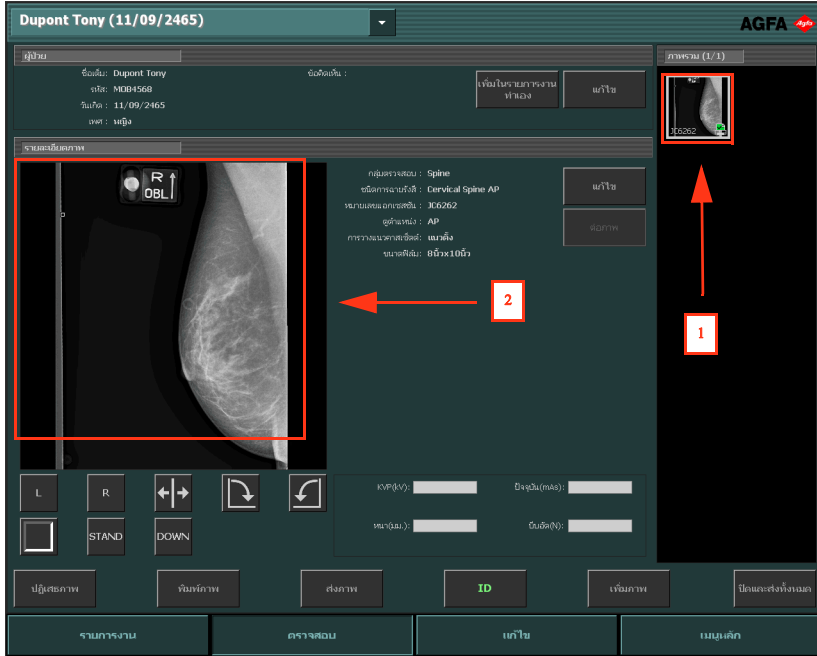 Dupont Tony (11/09/2465)
AGFA
Agfa
ผู้ป่วย
ชื่อเต็ม: Dupont Tony
รหัส: MOB4568
วันเกิด : 11/09/2465
เพศ : หญิง
ข้อคิดเห็น :
เพิ่มในรายการงาน
ทำเอง
แก้ไข
ภาพรวม (1/1)
JC6262
รายละเอียดภาพ
R
OBL
กลุ่มตรวจสอบ : Spine
ชนิดการฉายรังสี : Cervical Spine AP
หมายเลขแอกเซสชัน : JC6262
ดูตำแหน่ง : AP
การวางแนวคาสเซ็ตต์: แนวตั้ง
ขนาดฟิล์ม: 8นิ้วx10นิ้ว
แก้ไข
ต่อภาพ
2
1
L
R
STAND
DOWN
KVP(kV):
ปัจจุบัน(mAs):
หนา(มม.):
บีบอัด(N):
ปฏิเสธภาพ
พิมพ์ภาพ
ส่งภาพ
ID
เพิ่มภาพ
ปิดและส่งทั้งหมด
รายการงาน
ตรวจสอบ
แก้ไข
เมนูหลัก